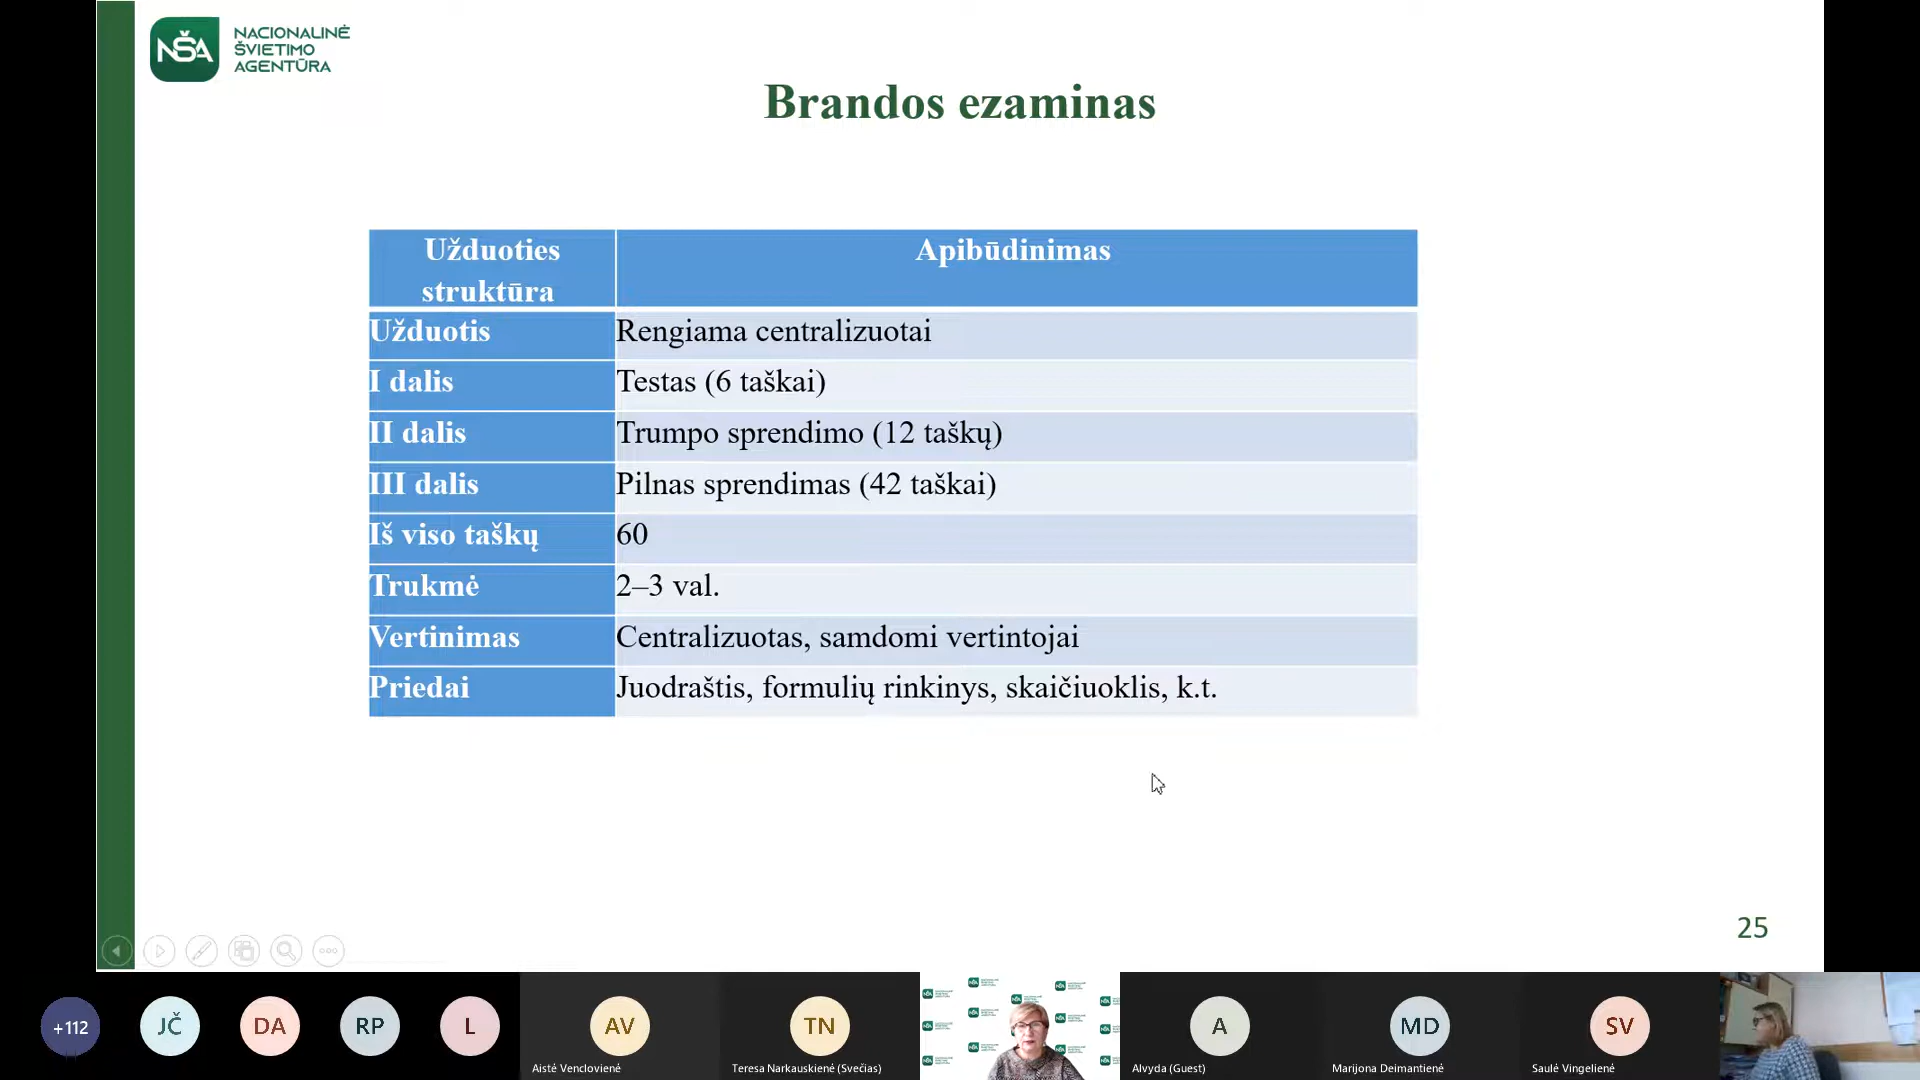 NŠA
NACIONALINĖ
ŠVIETIMO
AGENTŪRA
Brandos ezaminas
Užduoties struktūra
Apibūdinimas
Užduotis Rengiama centralizuotai
I dalis Testas (6 taškai)
II dalis Trumpo sprendimo (12 taškų)
III dalis Pilnas sprendimas (42 taškai)
Iš viso taškų 60
Trukmė 2–3 val.
Vertinimas Centralizuotas, samdomi vertintojai
Priedai Juodraštis, formulių rinkinys, skaičiuoklis, k.t.
25
+112
JČ
DA
RP
L
AV
Aistė Venclovienė
TN
Teresa Narkauskienė (Svečias)
A
Alvyda (Guest)
MD
Marijona Deimantienė
SV
Saulė Vingelienė